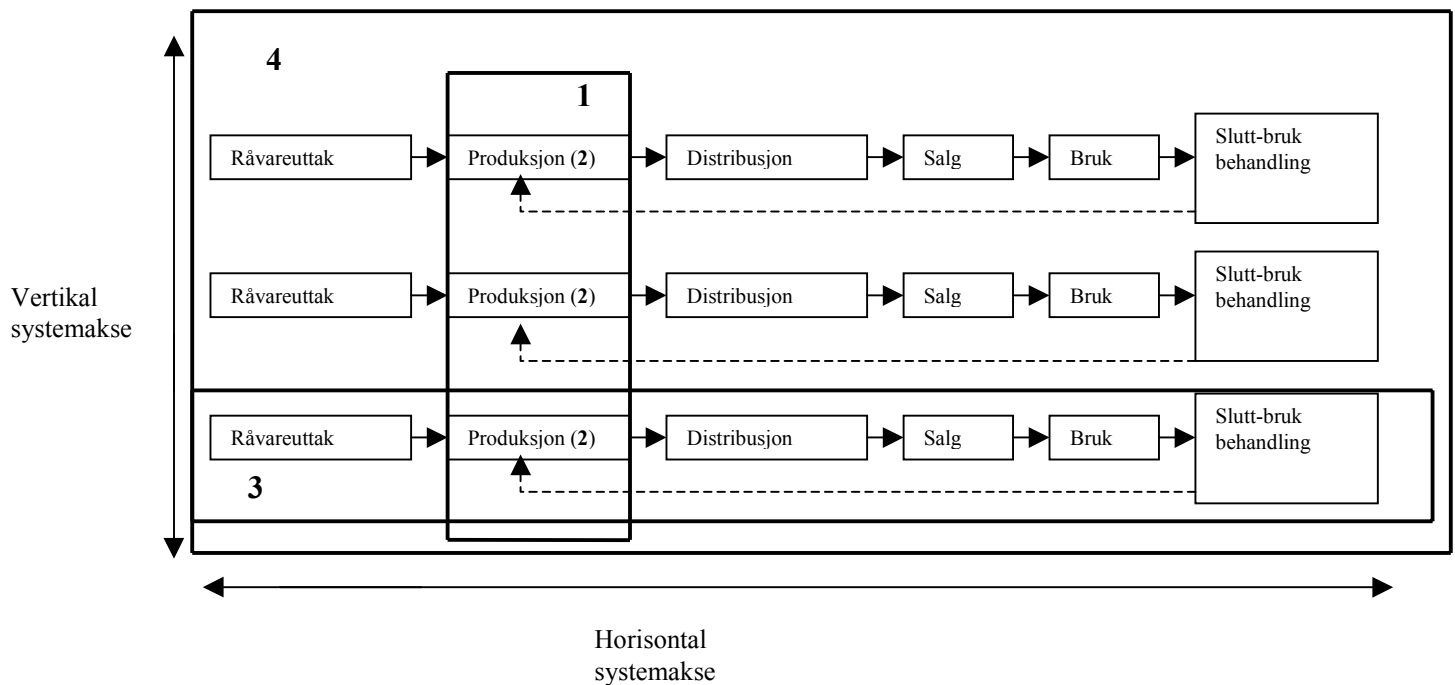 4
1
Råvareuttak
Produksjon (2)
Distribusjon
Salg
Bruk
Slutt-bruk
behandling
Råvareuttak
Produksjon (2)
Distribusjon
Salg
Bruk
Slutt-bruk
behandling
Vertikal
systemakse
Råvareuttak
Produksjon (2)
Distribusjon
Salg
Bruk
Slutt-bruk
behandling
3
Horisontal
systemakse